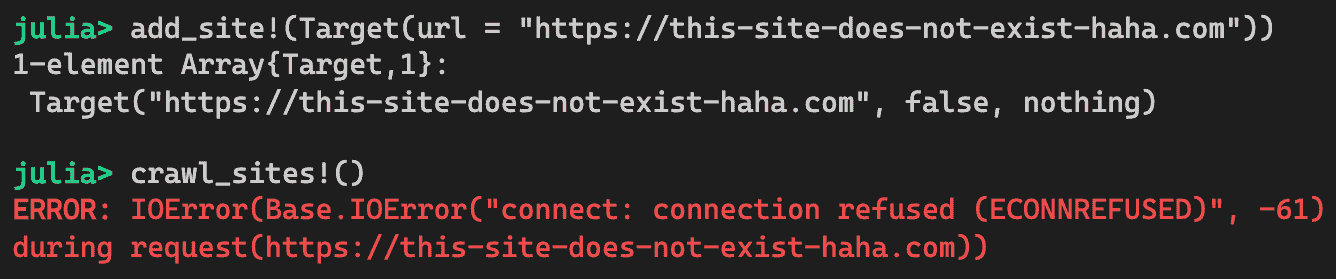 julia> add_site!(Target(url = "https://this-site-does-not-exist-haha.com"))
1-element Array{Target,1}:
 Target("https://this-site-does-not-exist-haha.com", false, nothing)
julia> crawl_sites!()
ERROR: IOError(Base.IOError("connect: connection refused (ECONNREFUSED)", -61)
during request(https://this-site-does-not-exist-haha.com))